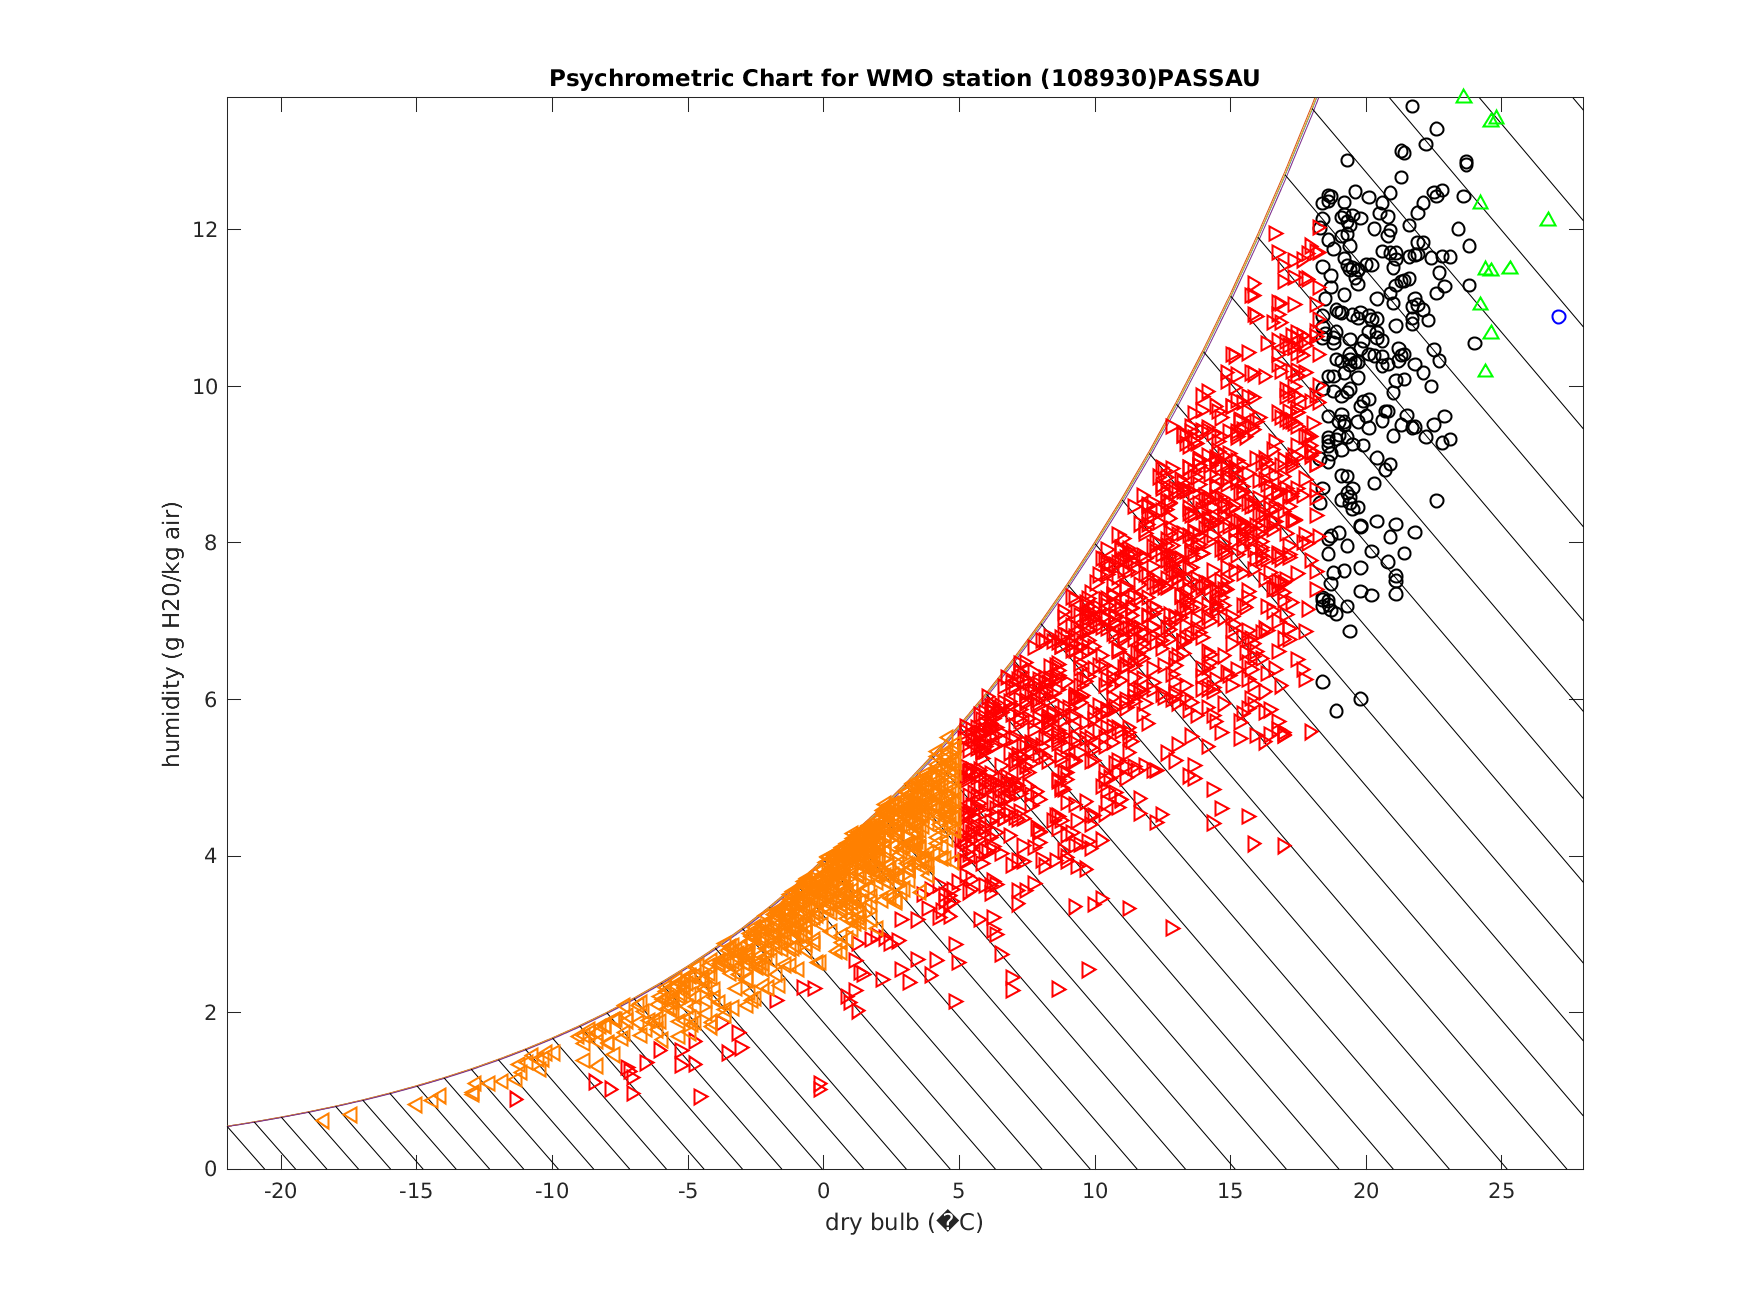 Psychrometric Chart for WMO station (108930)PASSAU
humidity (g H20/kg air)
12
10
8
6
4
2
0
-20 -15 -10 -5 0 5 10 15 20 25
dry bulb (�C)